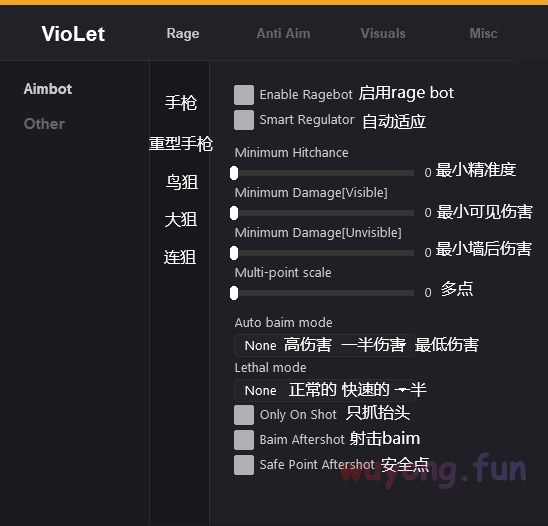 VioLet Rage Anti Aim Visuals Misc
Aimbot
Other
手枪
重型手枪
鸟狙
大狙
连狙
Enable Ragebot 启用rage bot
Smart Regulator 自动适应
Minimum Hitchance
0 最小精准度
Minimum Damage[Visible]
0 最小可见伤害
Minimum Damage[Unvisible]
0 最小墙后伤害
Multi-point scale
0 多点
Auto baim mode
None 高伤害 一半伤害 最低伤害
Lethal mode
None 正常的 快速的 一半
Only On Shot 只抓抬头
Baim Aftershot 射击baim
Safe Point Aftershot 安全点
wuyong.fun